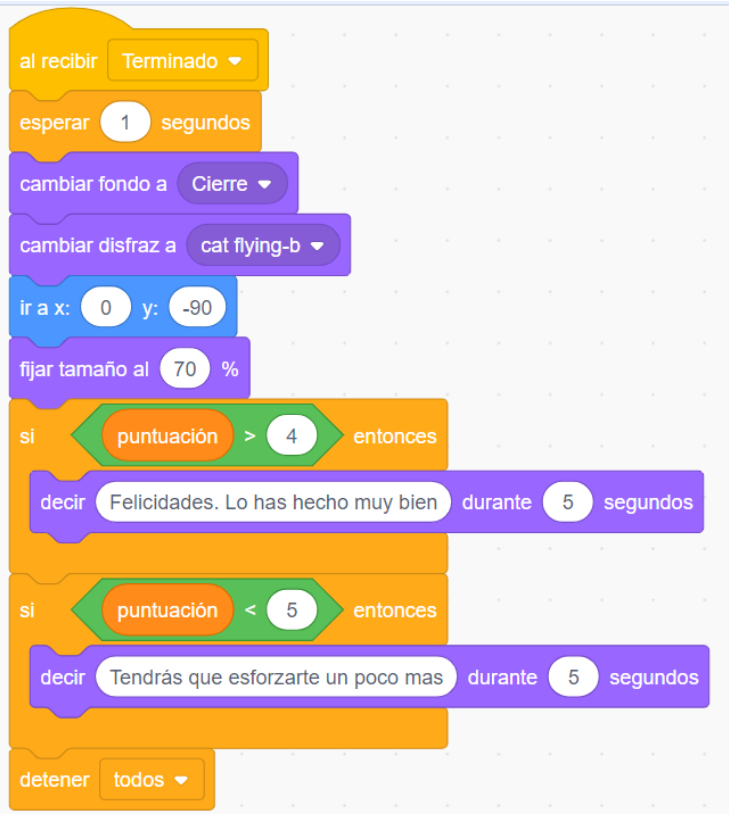 al recibir Terminado
esperar 1 segundos
cambiar fondo a Cierre
cambiar disfraz a cat flying-b
ir a x: 0 y: -90
fijar tamaño al 70 %
si puntuación > 4 entonces
decir Felicidades. Lo has hecho muy bien durante 5 segundos
si puntuación < 5 entonces
decir Tendrás que esforzarte un poco mas durante 5 segundos
detener todos